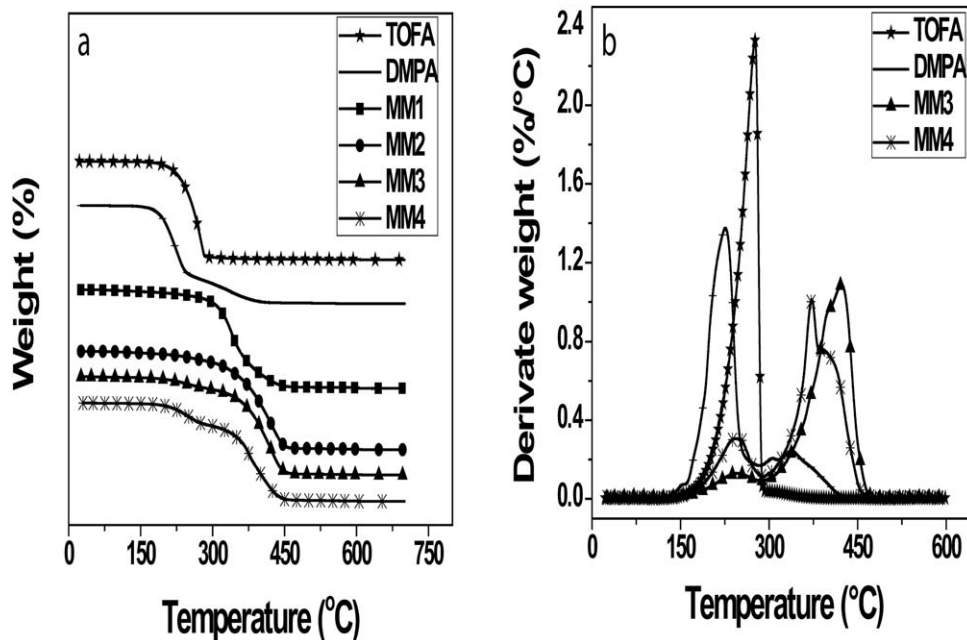 a
TOFA
DMPA
MM1
MM2
MM3
MM4
Weight (%)
0 150 300 450 600 750
Temperature (°C)
b
TOFA
DMPA
MM3
MM4
Derivate weight (%/°C)
2.4
2.0
1.6
1.2
0.8
0.4
0.0
0 150 300 450 600
Temperature (°C)